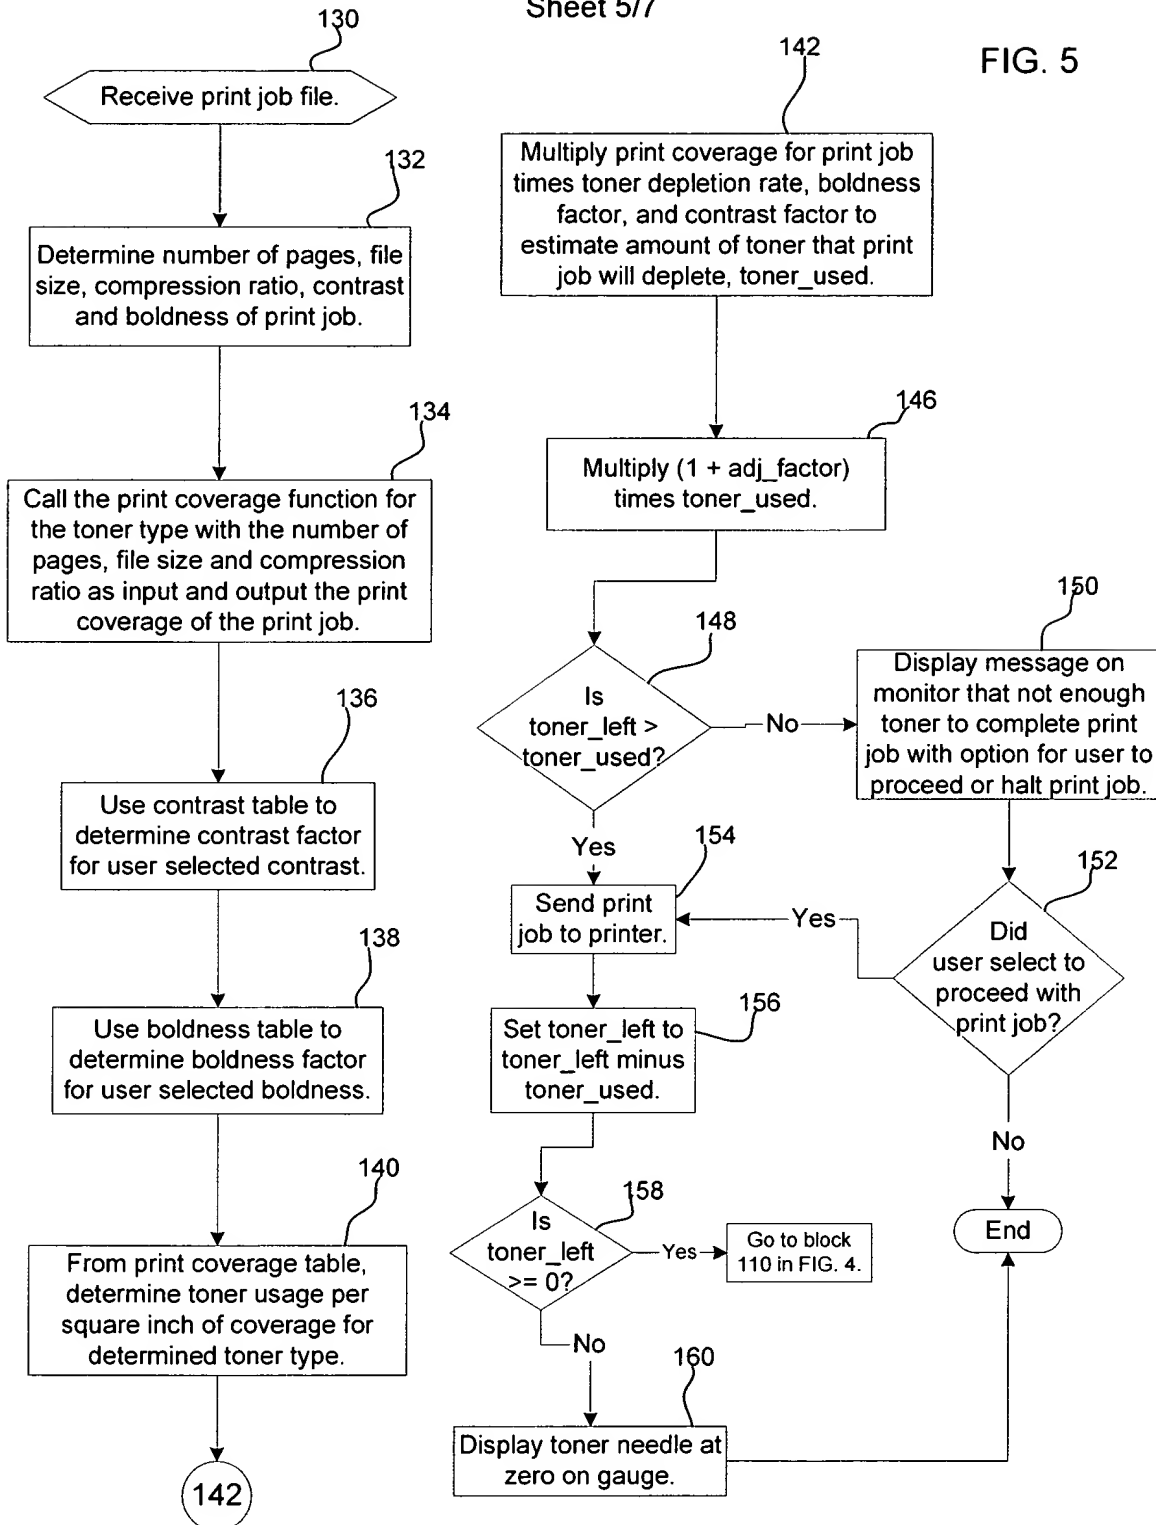 Sheet 5/7
FIG. 5
130
Receive print job file.
132
Determine number of pages, file
size, compression ratio, contrast
and boldness of print job.
134
Call the print coverage function for
the toner type with the number of
pages, file size and compression
ratio as input and output the print
coverage of the print job.
136
Use contrast table to
determine contrast factor
for user selected contrast.
138
Use boldness table to
determine boldness factor
for user selected boldness.
140
From print coverage table,
determine toner usage per
square inch of coverage for
determined toner type.
142
142
Multiply print coverage for print job
times toner depletion rate, boldness
factor, and contrast factor to
estimate amount of toner that print
job will deplete, toner_used.
146
Multiply (1 + adj_factor)
times toner_used.
148
Is
toner_left >
toner_used?
No
150
Display message on
monitor that not enough
toner to complete print
job with option for user to
proceed or halt print job.
152
Did
user select to
proceed with
print job?
Yes
No
End
Yes
154
Send print
job to printer.
156
Set toner_left to
toner_left minus
toner_used.
158
Is
toner_left
>= 0?
Yes
Go to block
110 in FIG. 4.
No
160
Display toner needle at
zero on gauge.